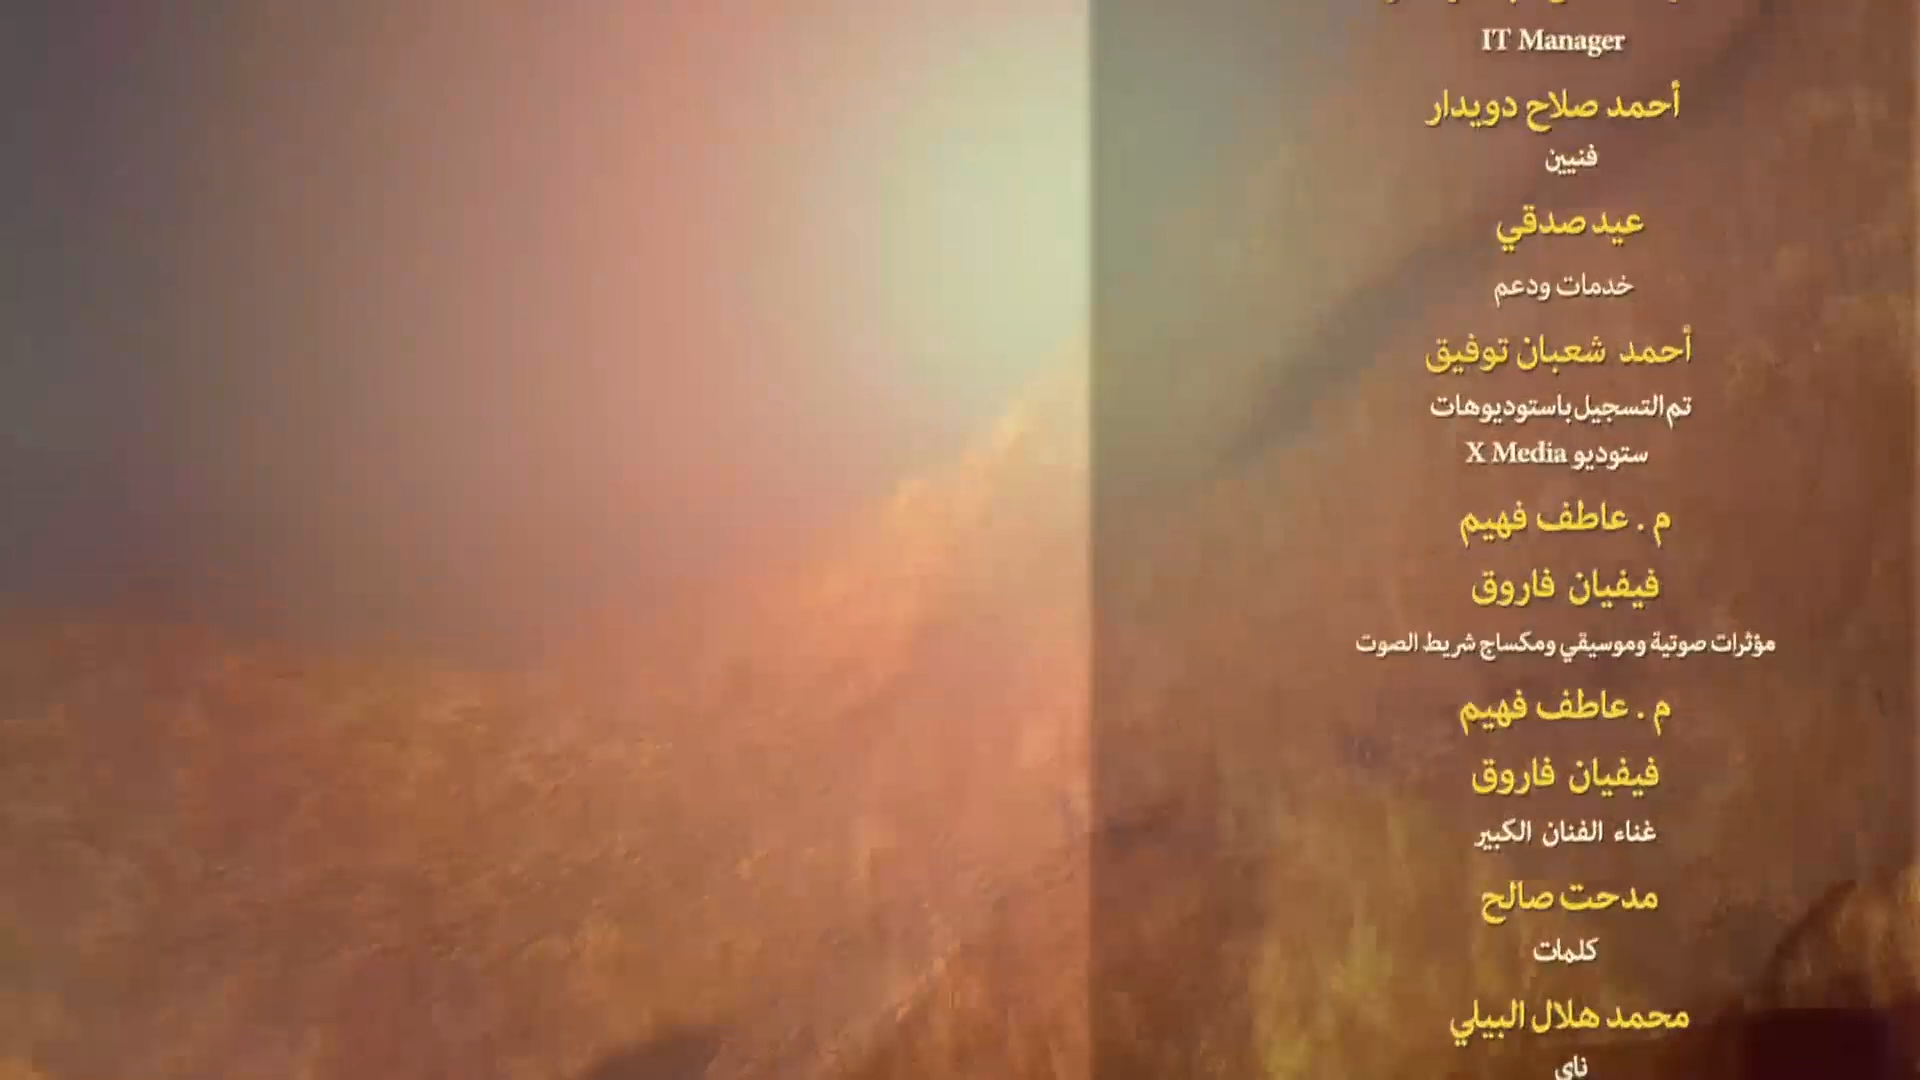 IT Manager
أحمد صلاح دويدار
فنيين
عيد صدقي
خدمات ودعم
أحمد شعبان توفيق
تم التسجيل باستوديوهات
ستوديو X Media
م . عاطف فهيم
فيفيان فاروق
مؤثرات صوتية وموسيقي ومكساج شريط الصوت
م . عاطف فهيم
فيفيان فاروق
غناء الفنان الكبير
مدحت صالح
كلمات
محمد هلال البيلي
ناي